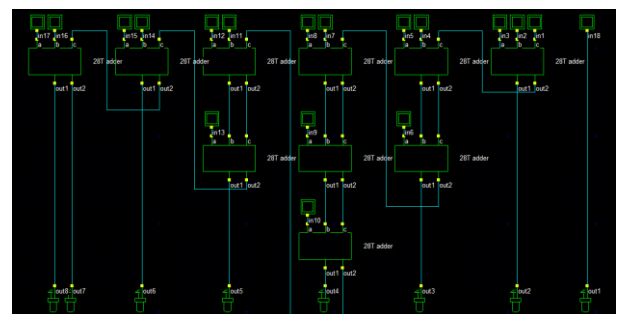 in17 in16 in15 in14 in12 in11 in8 in7 in5 in4 in3 in2 in1 in18
a b c a b c a b c a b c a b c a b c
28T adder 28T adder 28T adder 28T adder 28T adder 28T adder
out1 out2 out1 out2 out1 out2 out1 out2 out1 out2 out1 out2
in13 in9 in6
a b c a b c a b c
28T adder 28T adder 28T adder
out1 out2 out1 out2 out1 out2
in10
a b c
28T adder
out1 out2
out8 out7 out6 out5 out4 out3 out2 out1